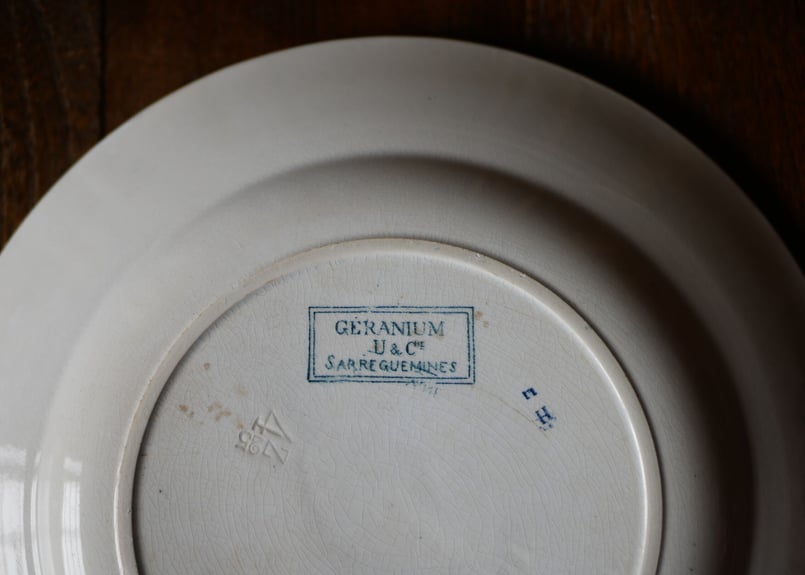 GERANIUM
U & Cie
SARREGUEMINES
E H